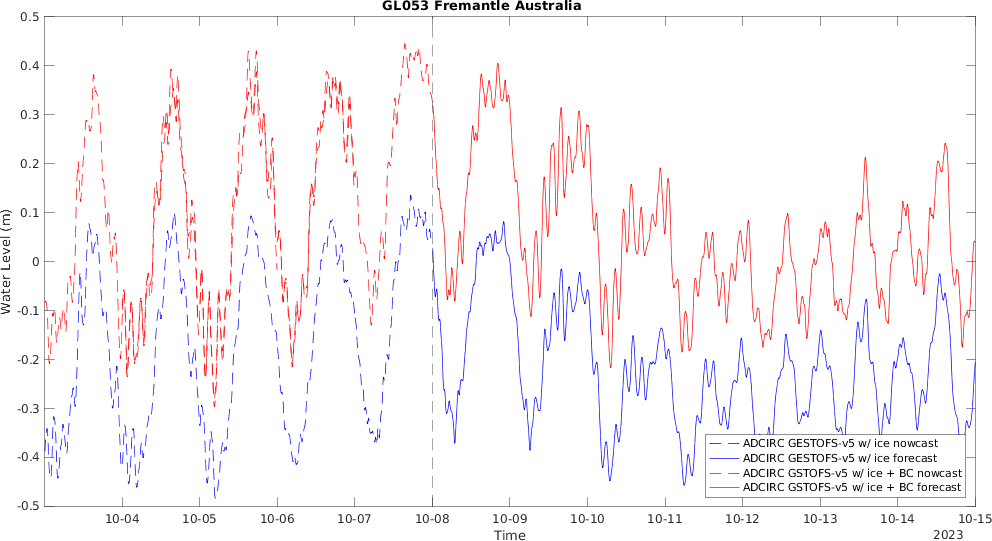 GL053 Fremantle Australia
Water Level (m)
0.5
0.4
0.3
0.2
0.1
0
-0.1
-0.2
-0.3
-0.4
-0.5
ADCIRC GESTOFS-v5 w/ ice nowcast
ADCIRC GESTOFS-v5 w/ ice forecast
ADCIRC GSTOFS-v5 w/ ice + BC nowcast
ADCIRC GSTOFS-v5 w/ ice + BC forecast
10-04 10-05 10-06 10-07 10-08 10-09 10-10 10-11 10-12 10-13 10-14 10-15
Time
2023